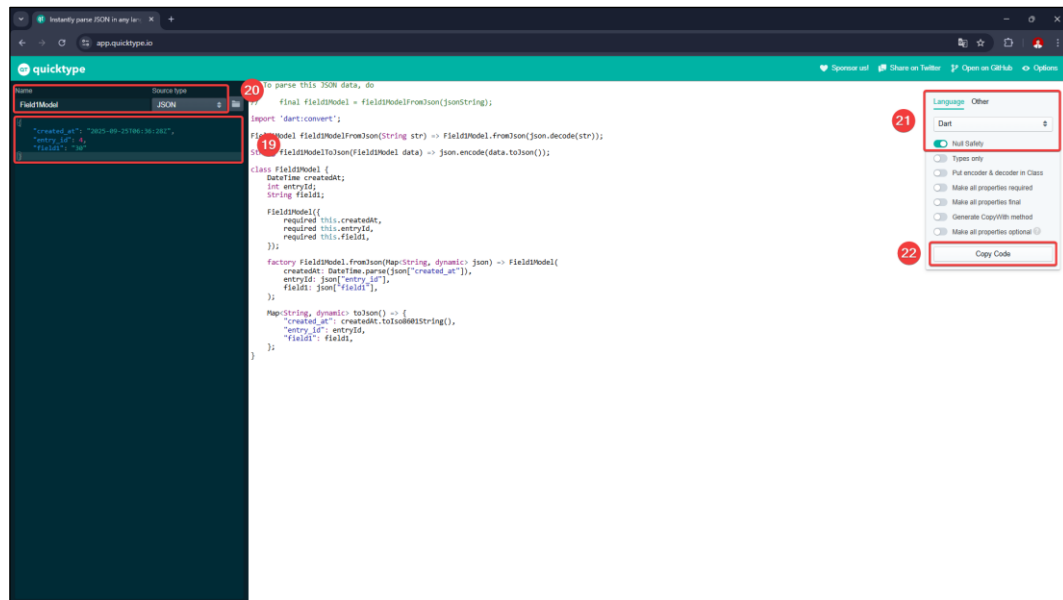 Instantly parse JSON in any lan
app.quicktype.io
quicktype
Sponsor us! Share on Twitter Open on GitHub Options
Name Source type
Field1Model JSON
20
{
"created_at": "2025-09-25T06:36:28Z",
"entry_id": 4,
"field1": "30"
}
19
To parse this JSON data, do
// final field1Model = field1ModelFromJson(jsonString);
import 'dart:convert';
Field1Model field1ModelFromJson(String str) => Field1Model.fromJson(json.decode(str));
String field1ModelToJson(Field1Model data) => json.encode(data.toJson());
class Field1Model {
DateTime createdAt;
int entryId;
String field1;
Field1Model({
required this.createdAt,
required this.entryId,
required this.field1,
});
factory Field1Model.fromJson(Map<String, dynamic> json) => Field1Model(
createdAt: DateTime.parse(json["created_at"]),
entryId: json["entry_id"],
field1: json["field1"],
);
Map<String, dynamic> toJson() => {
"created_at": createdAt.toIso8601String(),
"entry_id": entryId,
"field1": field1,
};
}
Language Other
21
Dart
Null Safety
Types only
Put encoder & decoder in Class
Make all properties required
Make all properties final
Generate CopyWith method
Make all properties optional
22
Copy Code